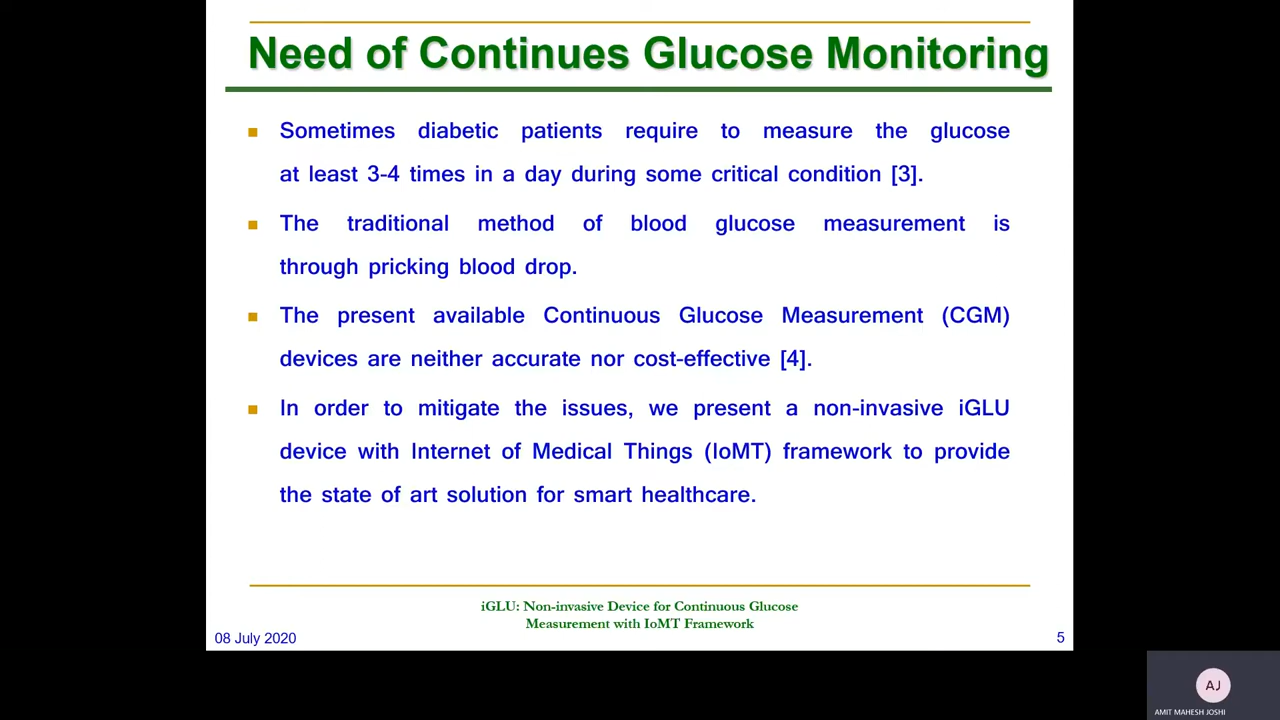 Need of Continues Glucose Monitoring
Sometimes diabetic patients require to measure the glucose
at least 3-4 times in a day during some critical condition [3].
The traditional method of blood glucose measurement is
through pricking blood drop.
The present available Continuous Glucose Measurement (CGM)
devices are neither accurate nor cost-effective [4].
In order to mitigate the issues, we present a non-invasive iGLU
device with Internet of Medical Things (IoMT) framework to provide
the state of art solution for smart healthcare.
iGLU: Non-invasive Device for Continuous Glucose
Measurement with IoMT Framework
08 July 2020
5
AJ
AMIT MAHESH JOSHI